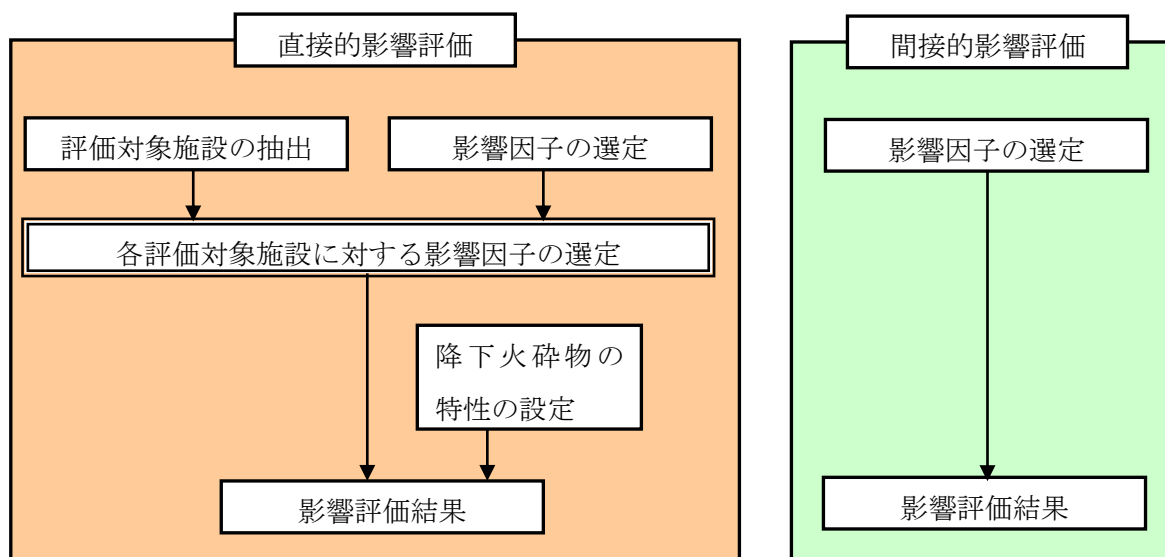 直接的影響評価
評価対象施設の抽出
影響因子の選定
各評価対象施設に対する影響因子の選定
降下火砕物の
特性の設定
影響評価結果
間接的影響評価
影響因子の選定
影響評価結果